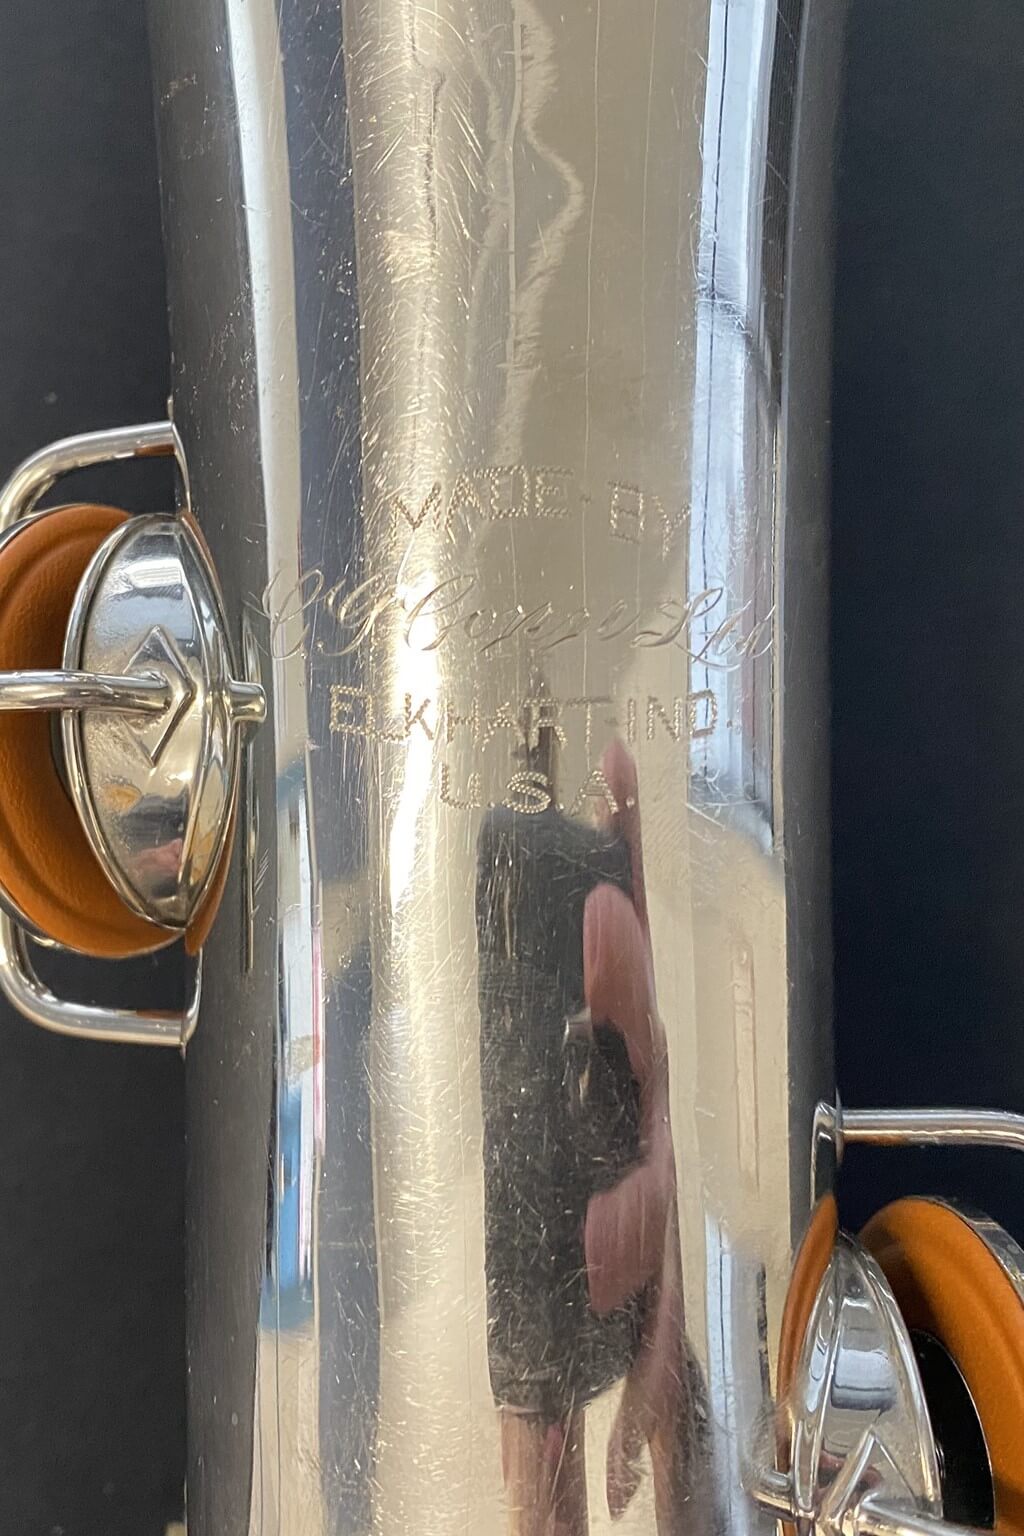 MADE·BY
C.G. Conn Ltd
ELKHART·IND.
U.S.A.